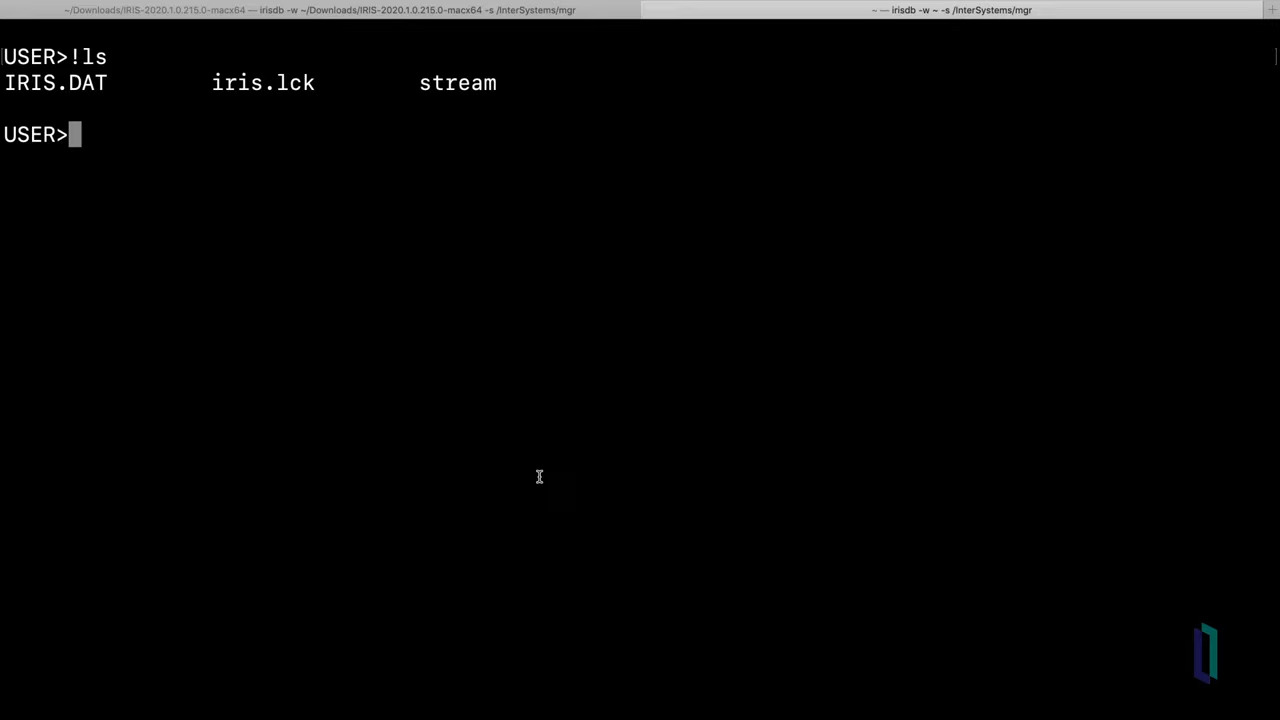 ~/Downloads/IRIS-2020.1.0.215.0-macx64 — irisdb -w ~/Downloads/IRIS-2020.1.0.215.0-macx64 -s /InterSystems/mgr
~ — irisdb -w ~ -s /InterSystems/mgr
USER>!ls
IRIS.DAT iris.lck stream
USER>